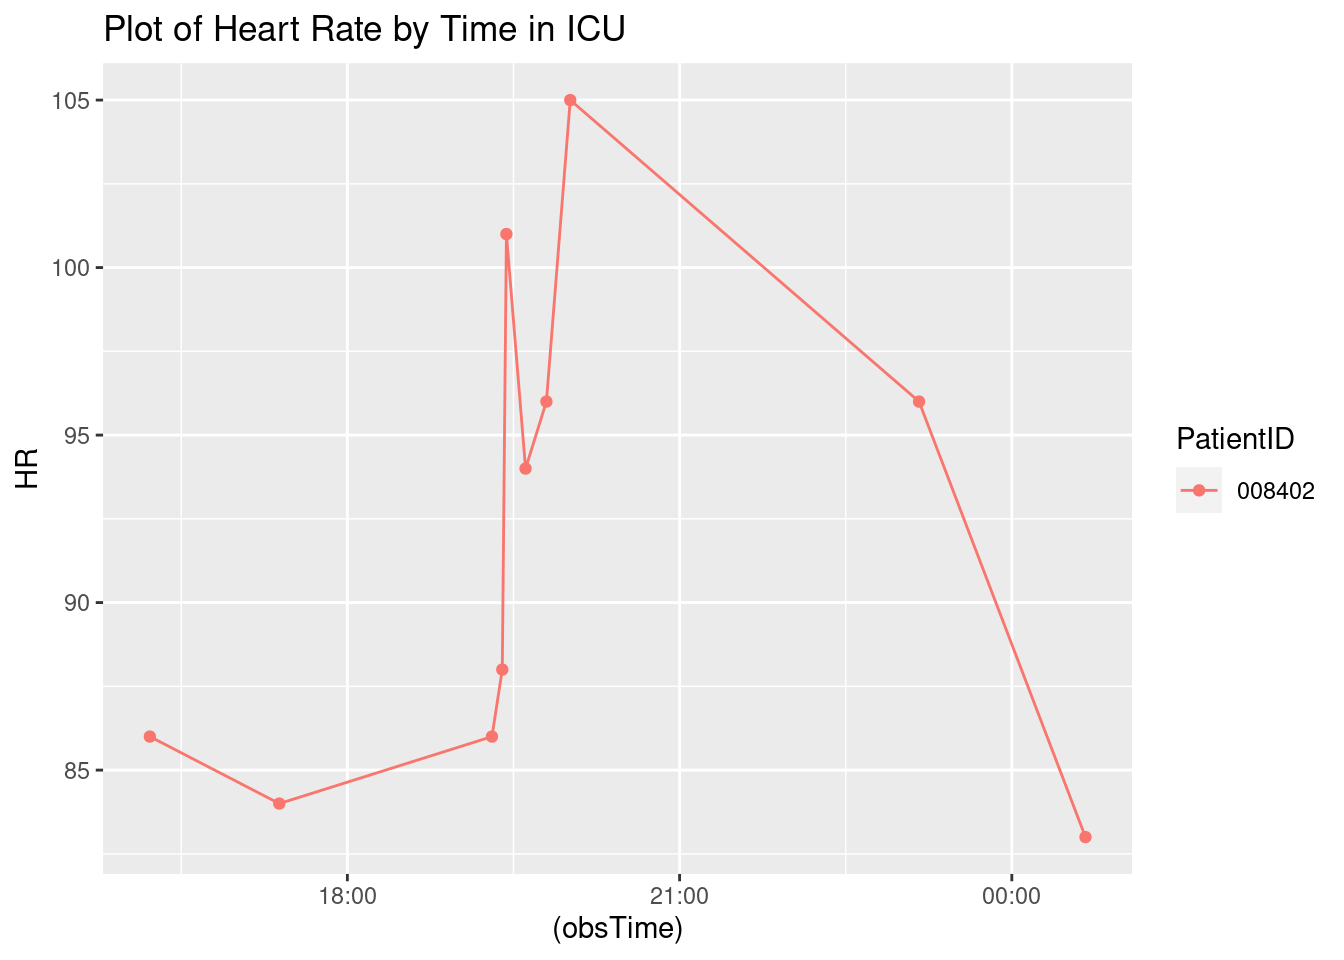 Plot of Heart Rate by Time in ICU
105
100
95
90
85
HR
18:00 21:00 00:00
(obsTime)
PatientID
008402